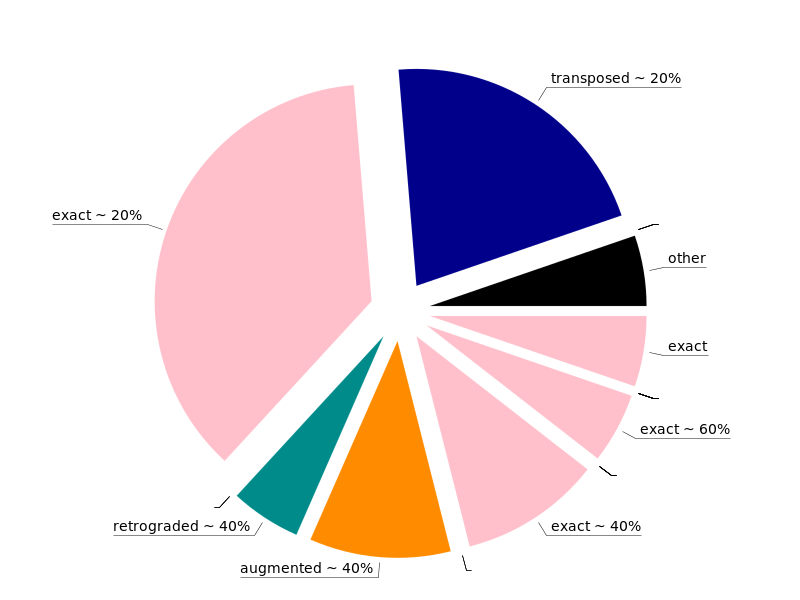 transposed ~ 20%
exact ~ 20%
other
exact
exact ~ 60%
retrograded ~ 40%
exact ~ 40%
augmented ~ 40%